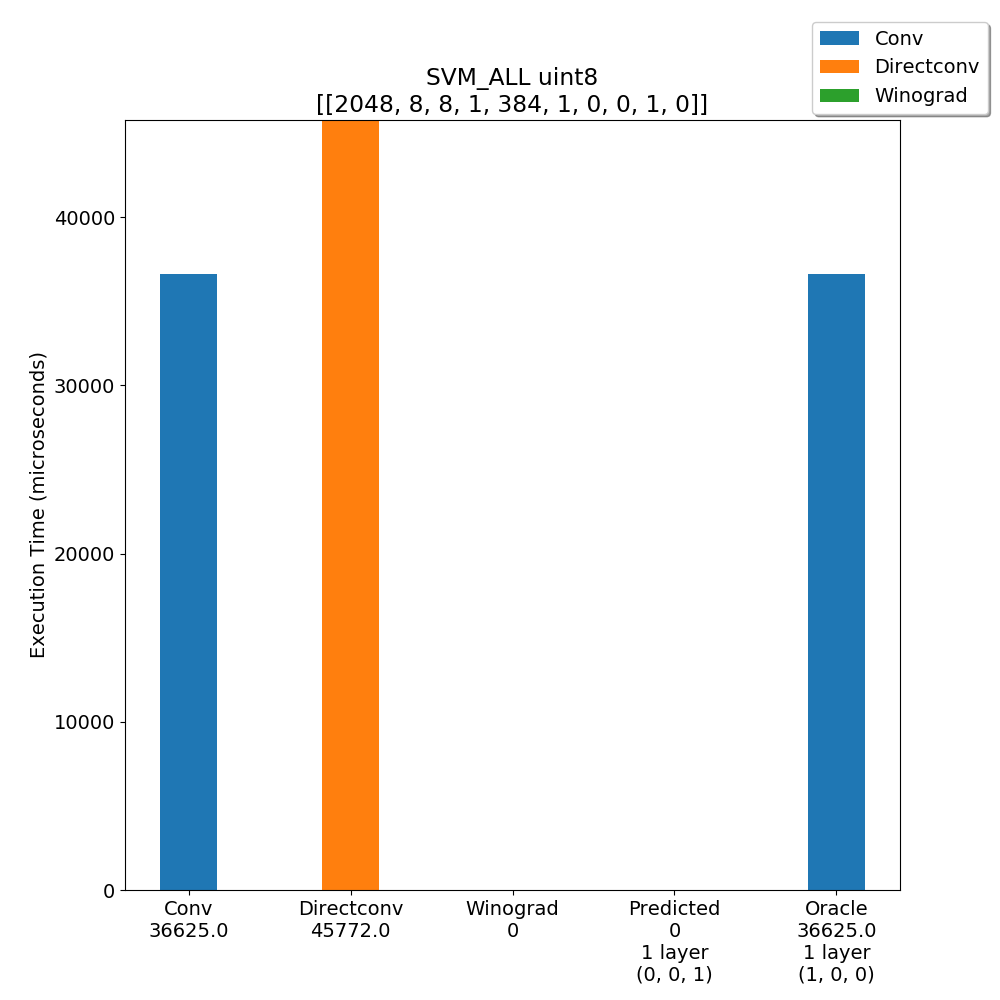 Conv
Directconv
Winograd
SVM_ALL uint8
[[2048, 8, 8, 1, 384, 1, 0, 0, 1, 0]]
Execution Time (microseconds)
40000
30000
20000
10000
0
Conv
36625.0
Directconv
45772.0
Winograd
0
Predicted
0
1 layer
(0, 0, 1)
Oracle
36625.0
1 layer
(1, 0, 0)